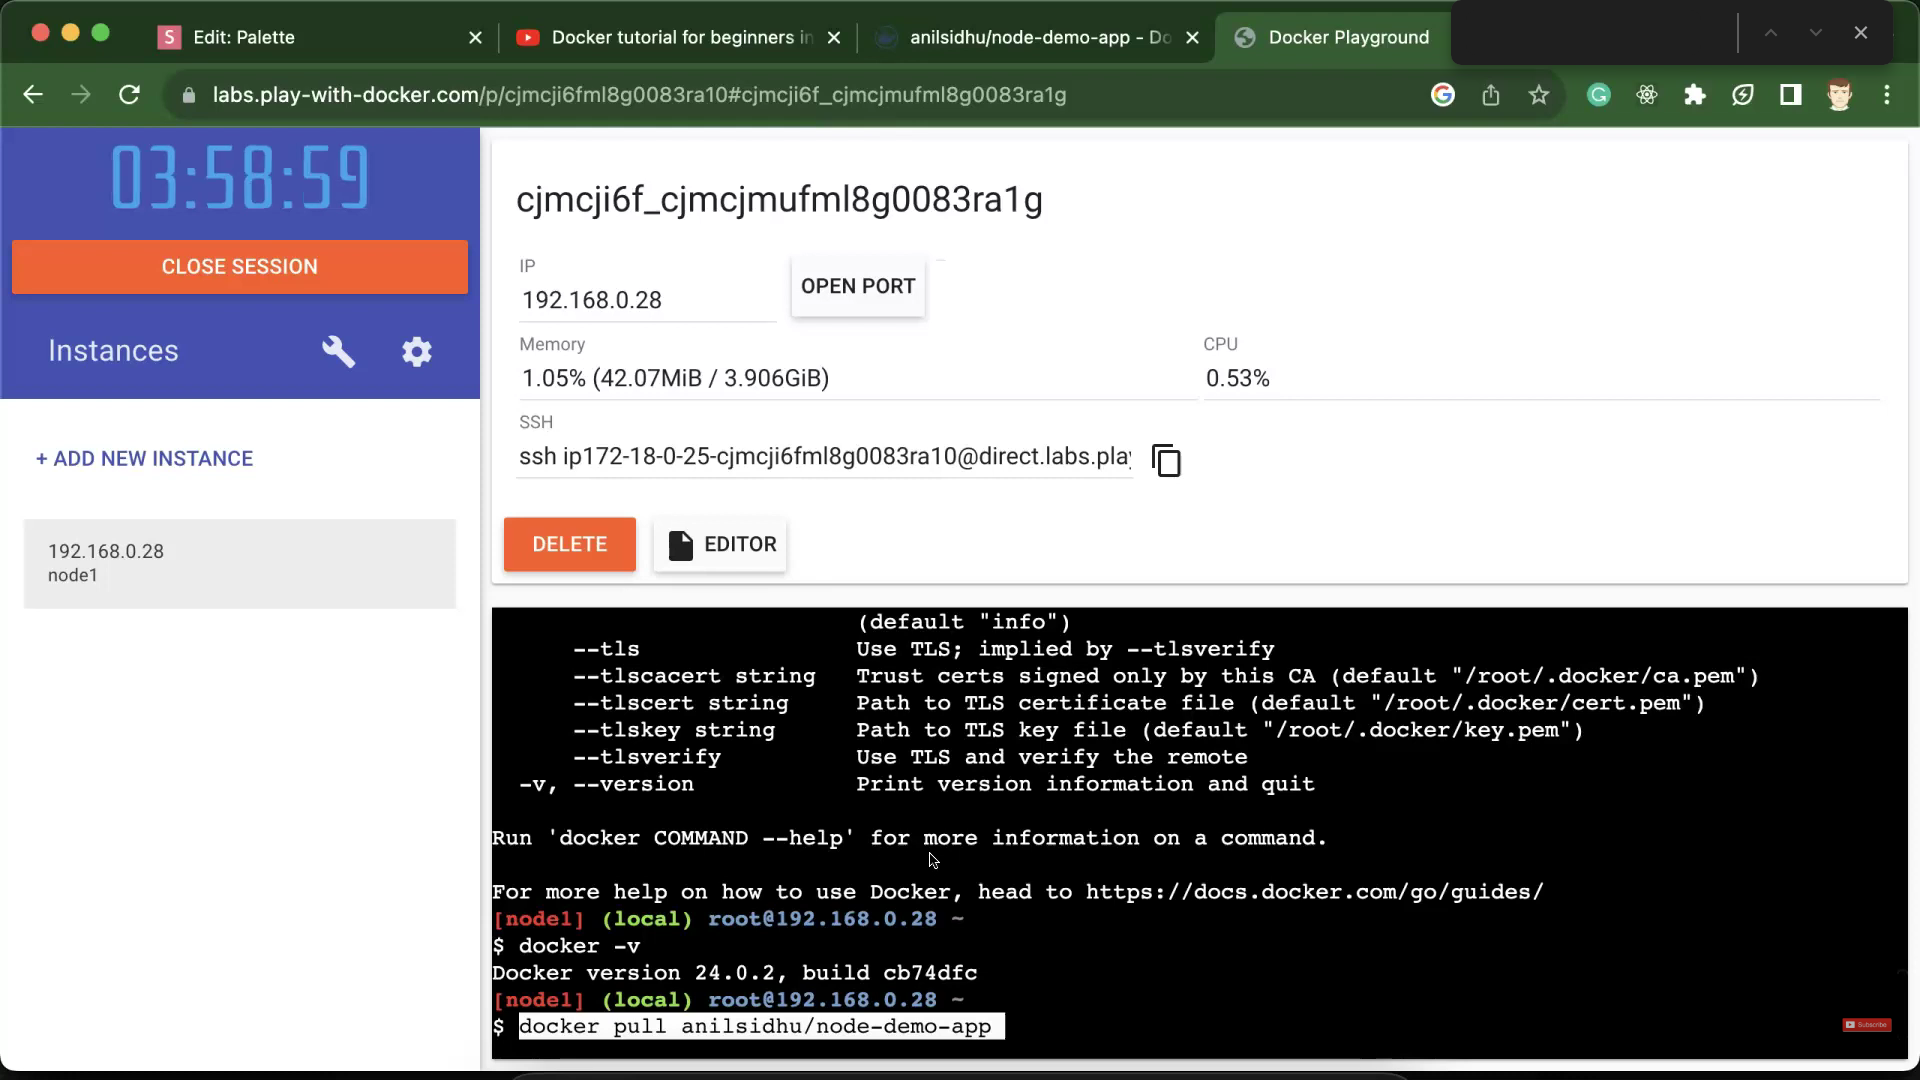 Edit: Palette
Docker tutorial for beginners in
anilsidhu/node-demo-app - Do
Docker Playground
labs.play-with-docker.com/p/cjmcji6fml8g0083ra10#cjmcji6f_cjmcjmufml8g0083ra1g
03:58:59
CLOSE SESSION
Instances
+ ADD NEW INSTANCE
192.168.0.28
node1
cjmcji6f_cjmcjmufml8g0083ra1g
IP
192.168.0.28
OPEN PORT
Memory
1.05% (42.07MiB / 3.906GiB)
CPU
0.53%
SSH
ssh ip172-18-0-25-cjmcji6fml8g0083ra10@direct.labs.play
DELETE
EDITOR
(default "info")
--tls Use TLS; implied by --tlsverify
--tlscacert string Trust certs signed only by this CA (default "/root/.docker/ca.pem")
--tlscert string Path to TLS certificate file (default "/root/.docker/cert.pem")
--tlskey string Path to TLS key file (default "/root/.docker/key.pem")
--tlsverify Use TLS and verify the remote
-v, --version Print version information and quit
Run 'docker COMMAND --help' for more information on a command.
For more help on how to use Docker, head to https://docs.docker.com/go/guides/
[node1] (local) root@192.168.0.28 ~
$ docker -v
Docker version 24.0.2, build cb74dfc
[node1] (local) root@192.168.0.28 ~
$ docker pull anilsidhu/node-demo-app
Subscribe